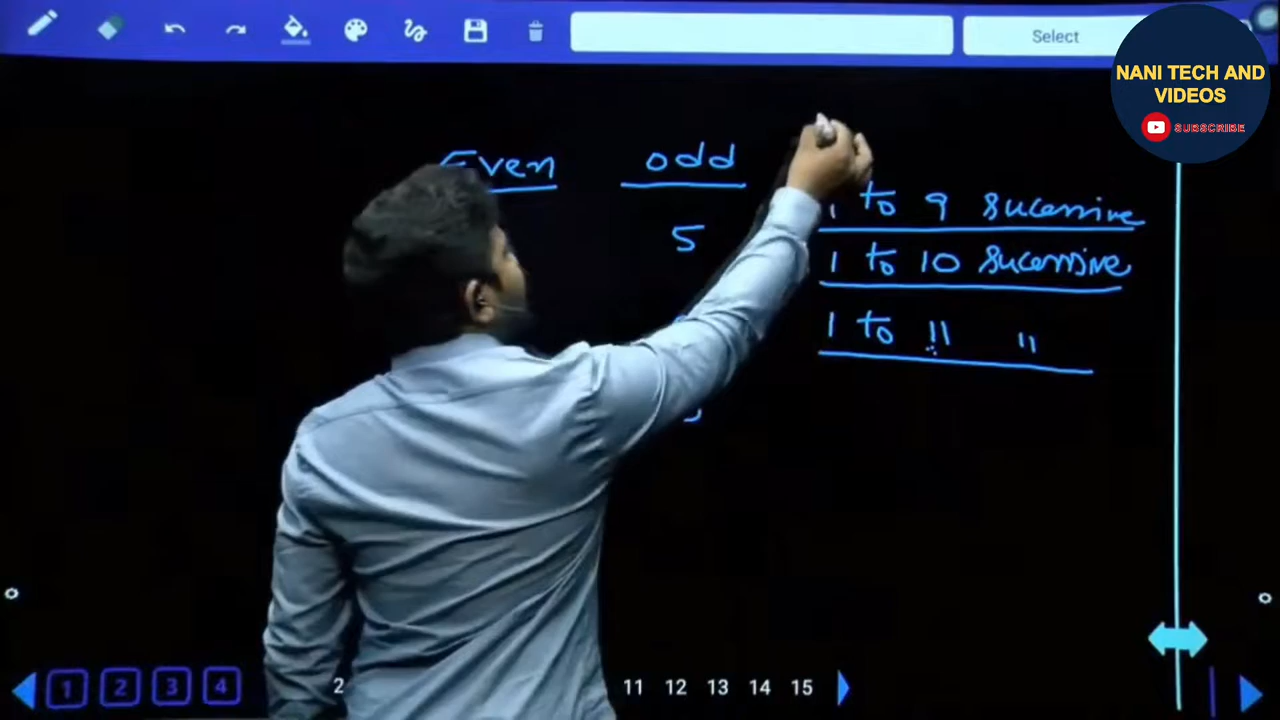 Select
NANI TECH AND
VIDEOS
SUBSCRIBE
Even odd
1 to 9 sucessive
5
1 to 10 sucessive
1 to 11 "
1 2 3 4 2 11 12 13 14 15